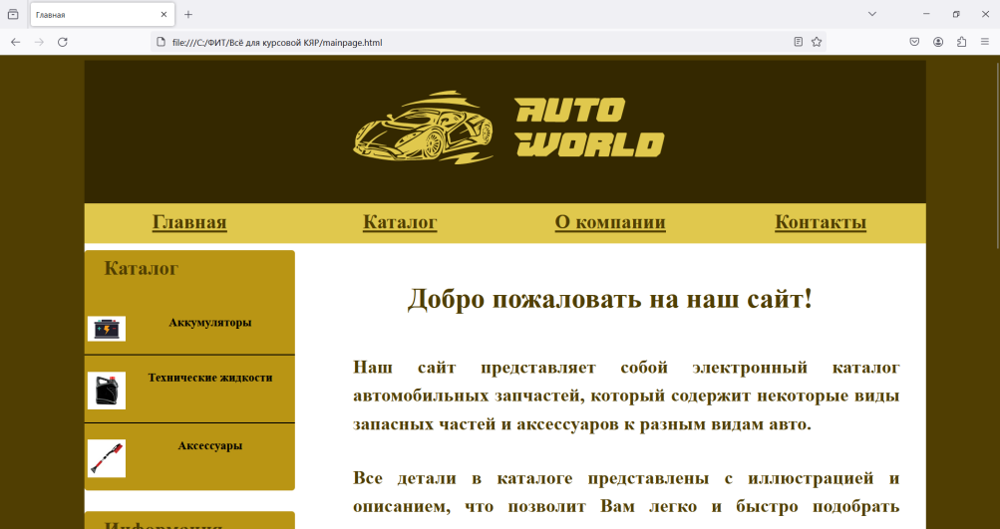 Главная
file:///C:/ФИТ/Всё для курсовой КЯР/mainpage.html
AUTO
WORLD
Главная Каталог О компании Контакты
Каталог
Аккумуляторы
Технические жидкости
Аксессуары
Информация
Добро пожаловать на наш сайт!
Наш сайт представляет собой электронный каталог
автомобильных запчастей, который содержит некоторые виды
запасных частей и аксессуаров к разным видам авто.
Все детали в каталоге представлены с иллюстрацией и
описанием, что позволит Вам легко и быстро подобрать